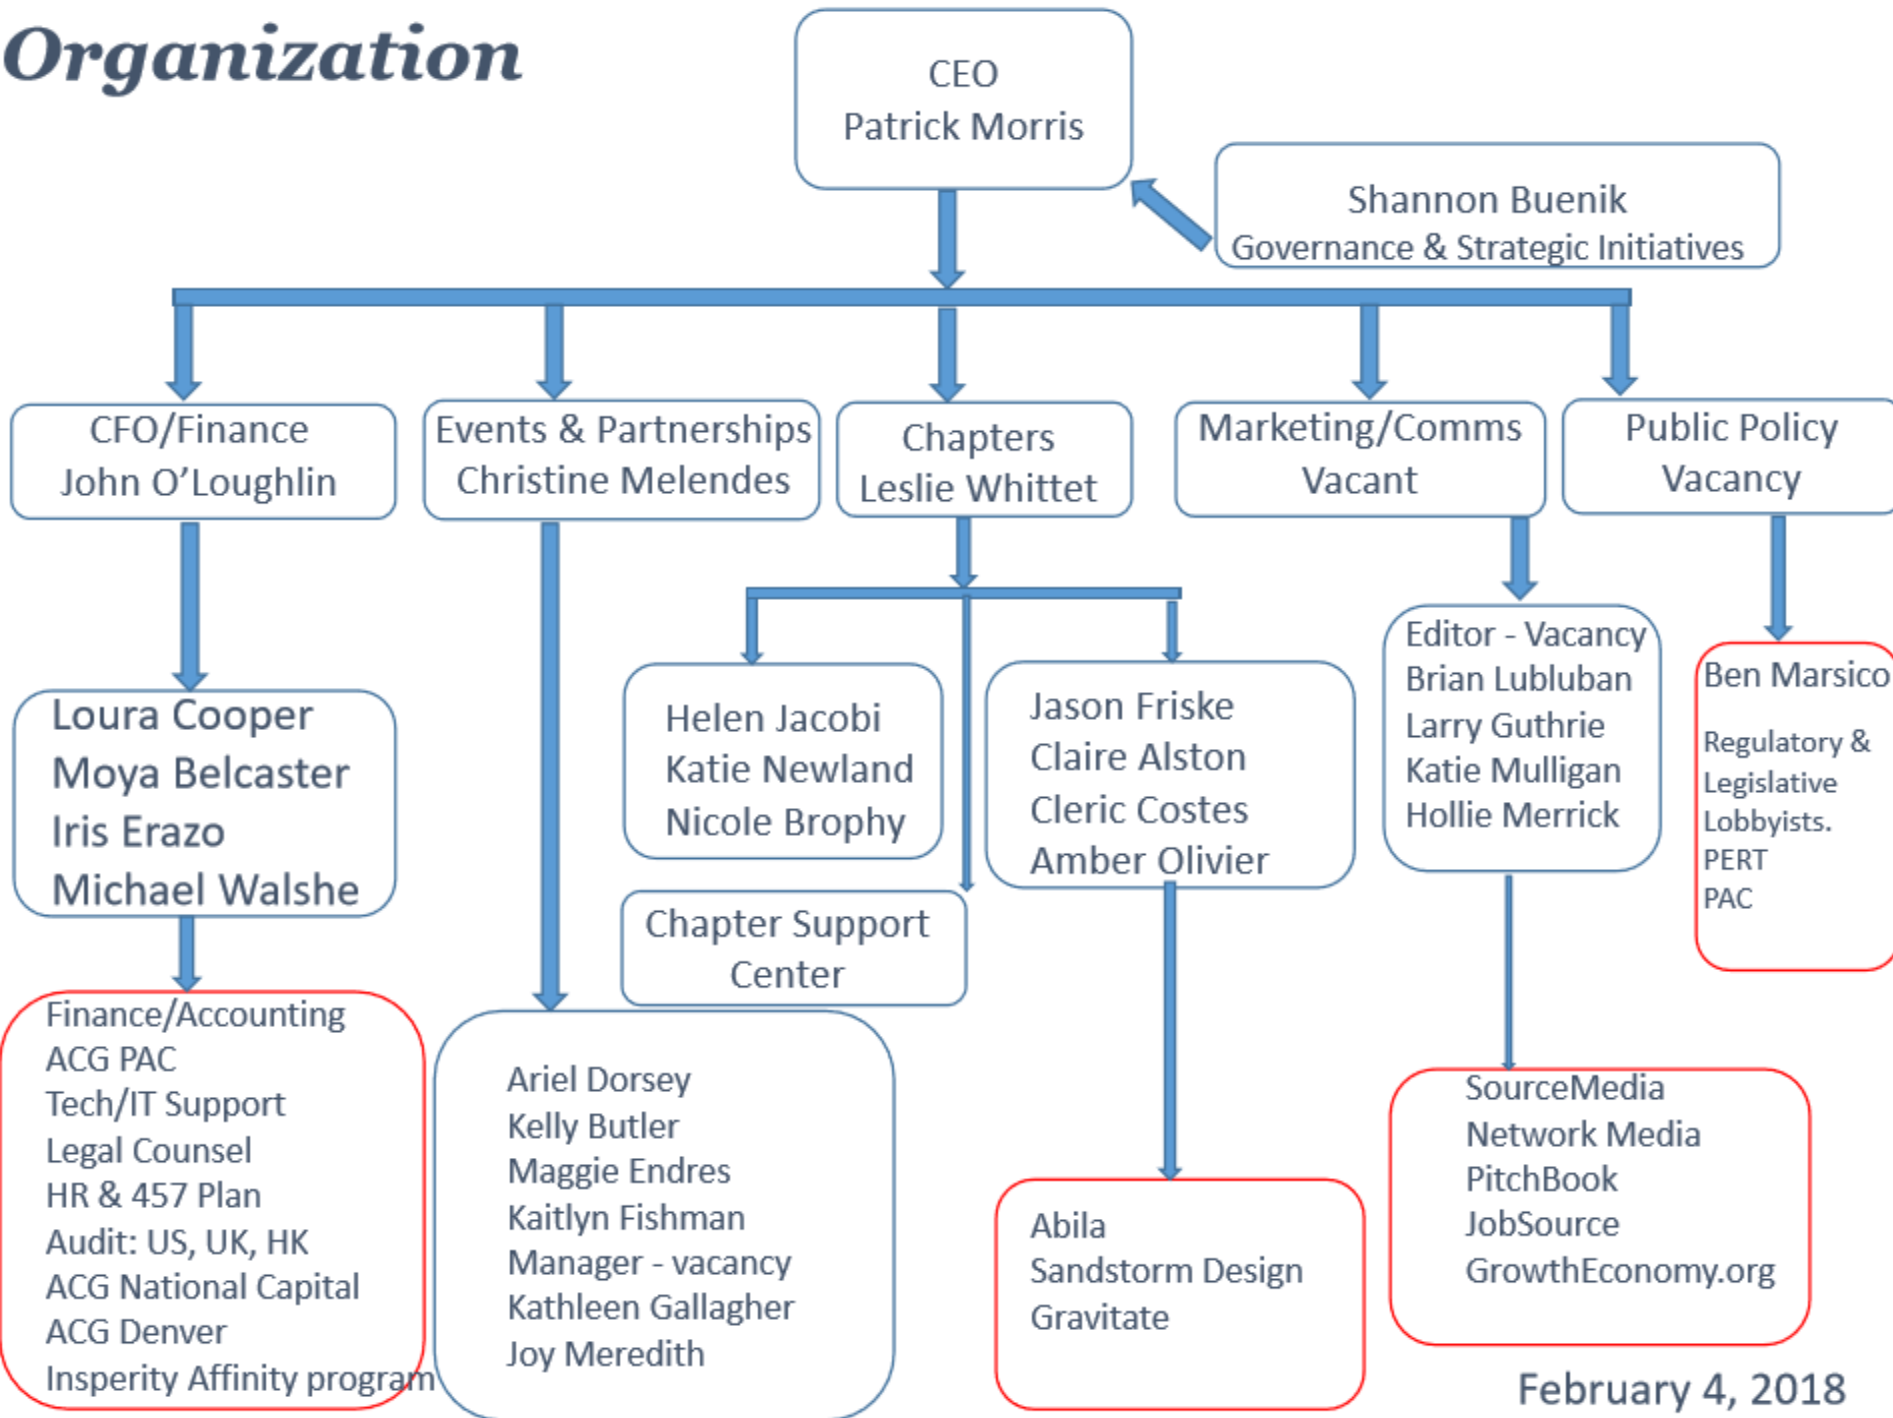 Organization
CEO
Patrick Morris
Shannon Buenik
Governance & Strategic Initiatives
CFO/Finance
John O’Loughlin
Events & Partnerships
Christine Melendes
Chapters
Leslie Whittet
Marketing/Comms
Vacant
Public Policy
Vacancy
Loura Cooper
Moya Belcaster
Iris Erazo
Michael Walshe
Helen Jacobi
Katie Newland
Nicole Brophy
Jason Friske
Claire Alston
Cleric Costes
Amber Olivier
Editor - Vacancy
Brian Lubluban
Larry Guthrie
Katie Mulligan
Hollie Merrick
Ben Marsico
Regulatory &
Legislative
Lobbyists.
PERT
PAC
Chapter Support
Center
Finance/Accounting
ACG PAC
Tech/IT Support
Legal Counsel
HR & 457 Plan
Audit: US, UK, HK
ACG National Capital
ACG Denver
Insperity Affinity program
Ariel Dorsey
Kelly Butler
Maggie Endres
Kaitlyn Fishman
Manager - vacancy
Kathleen Gallagher
Joy Meredith
Abila
Sandstorm Design
Gravitate
SourceMedia
Network Media
PitchBook
JobSource
GrowthEconomy.org
February 4, 2018